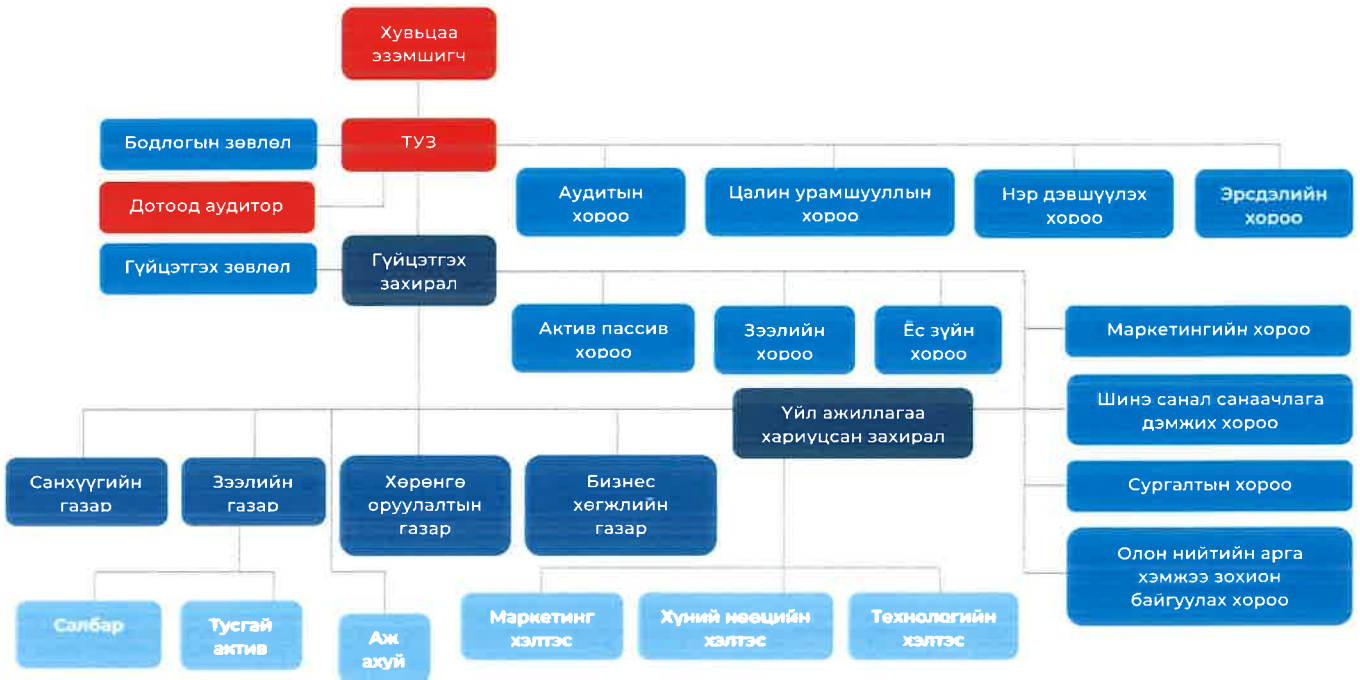 Хувьцаа
эзэмшигч
Бодлогын зөвлөл
ТУЗ
Дотоод аудитор
Аудитын
хороо
Цалин урамшууллын
хороо
Нэр дэвшүүлэх
хороо
Эрсдэлийн
хороо
Гүйцэтгэх зөвлөл
Гүйцэтгэх
захирал
Актив пассив
хороо
Зээлийн
хороо
Ёс зүйн
хороо
Маркетингийн хороо
Үйл ажиллагаа
хариуцсан захирал
Шинэ санал санаачлага
дэмжих хороо
Санхүүгийн
газар
Зээлийн
газар
Хөрөнгө
оруулалтын
газар
Бизнес
хөгжлийн
газар
Сургалтын хороо
Олон нийтийн арга
хэмжээ зохион
байгуулах хороо
Салбар
Тусгай
актив
Аж
ахуй
Маркетинг
хэлтэс
Хүний нөөцийн
хэлтэс
Технологийн
хэлтэс